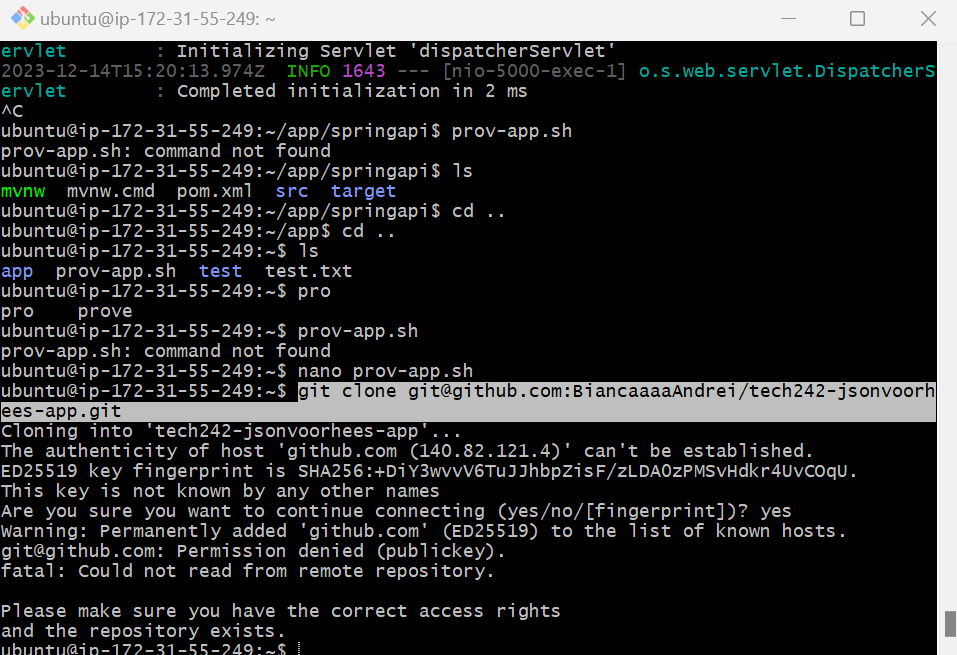 ubuntu@ip-172-31-55-249: ~
ervlet        : Initializing Servlet 'dispatcherServlet'
2023-12-14T15:20:13.974Z  INFO 1643 --- [nio-5000-exec-1] o.s.web.servlet.DispatcherS
ervlet        : Completed initialization in 2 ms
^C
ubuntu@ip-172-31-55-249:~/app/springapi$ prov-app.sh
prov-app.sh: command not found
ubuntu@ip-172-31-55-249:~/app/springapi$ ls
mvnw  mvnw.cmd  pom.xml  src  target
ubuntu@ip-172-31-55-249:~/app/springapi$ cd ..
ubuntu@ip-172-31-55-249:~/app$ cd ..
ubuntu@ip-172-31-55-249:~$ ls
app  prov-app.sh  test  test.txt
ubuntu@ip-172-31-55-249:~$ pro
pro    prove
ubuntu@ip-172-31-55-249:~$ prov-app.sh
prov-app.sh: command not found
ubuntu@ip-172-31-55-249:~$ nano prov-app.sh
ubuntu@ip-172-31-55-249:~$ git clone git@github.com:BiancaaaaAndrei/tech242-jsonvoorh
ees-app.git
Cloning into 'tech242-jsonvoorhees-app'...
The authenticity of host 'github.com (140.82.121.4)' can't be established.
ED25519 key fingerprint is SHA256:+DiY3wvvV6TuJJhbpZisF/zLDA0zPMSvHdkr4UvCOqU.
This key is not known by any other names
Are you sure you want to continue connecting (yes/no/[fingerprint])? yes
Warning: Permanently added 'github.com' (ED25519) to the list of known hosts.
git@github.com: Permission denied (publickey).
fatal: Could not read from remote repository.
Please make sure you have the correct access rights
and the repository exists.
ubuntu@ip-172-31-55-249:~$